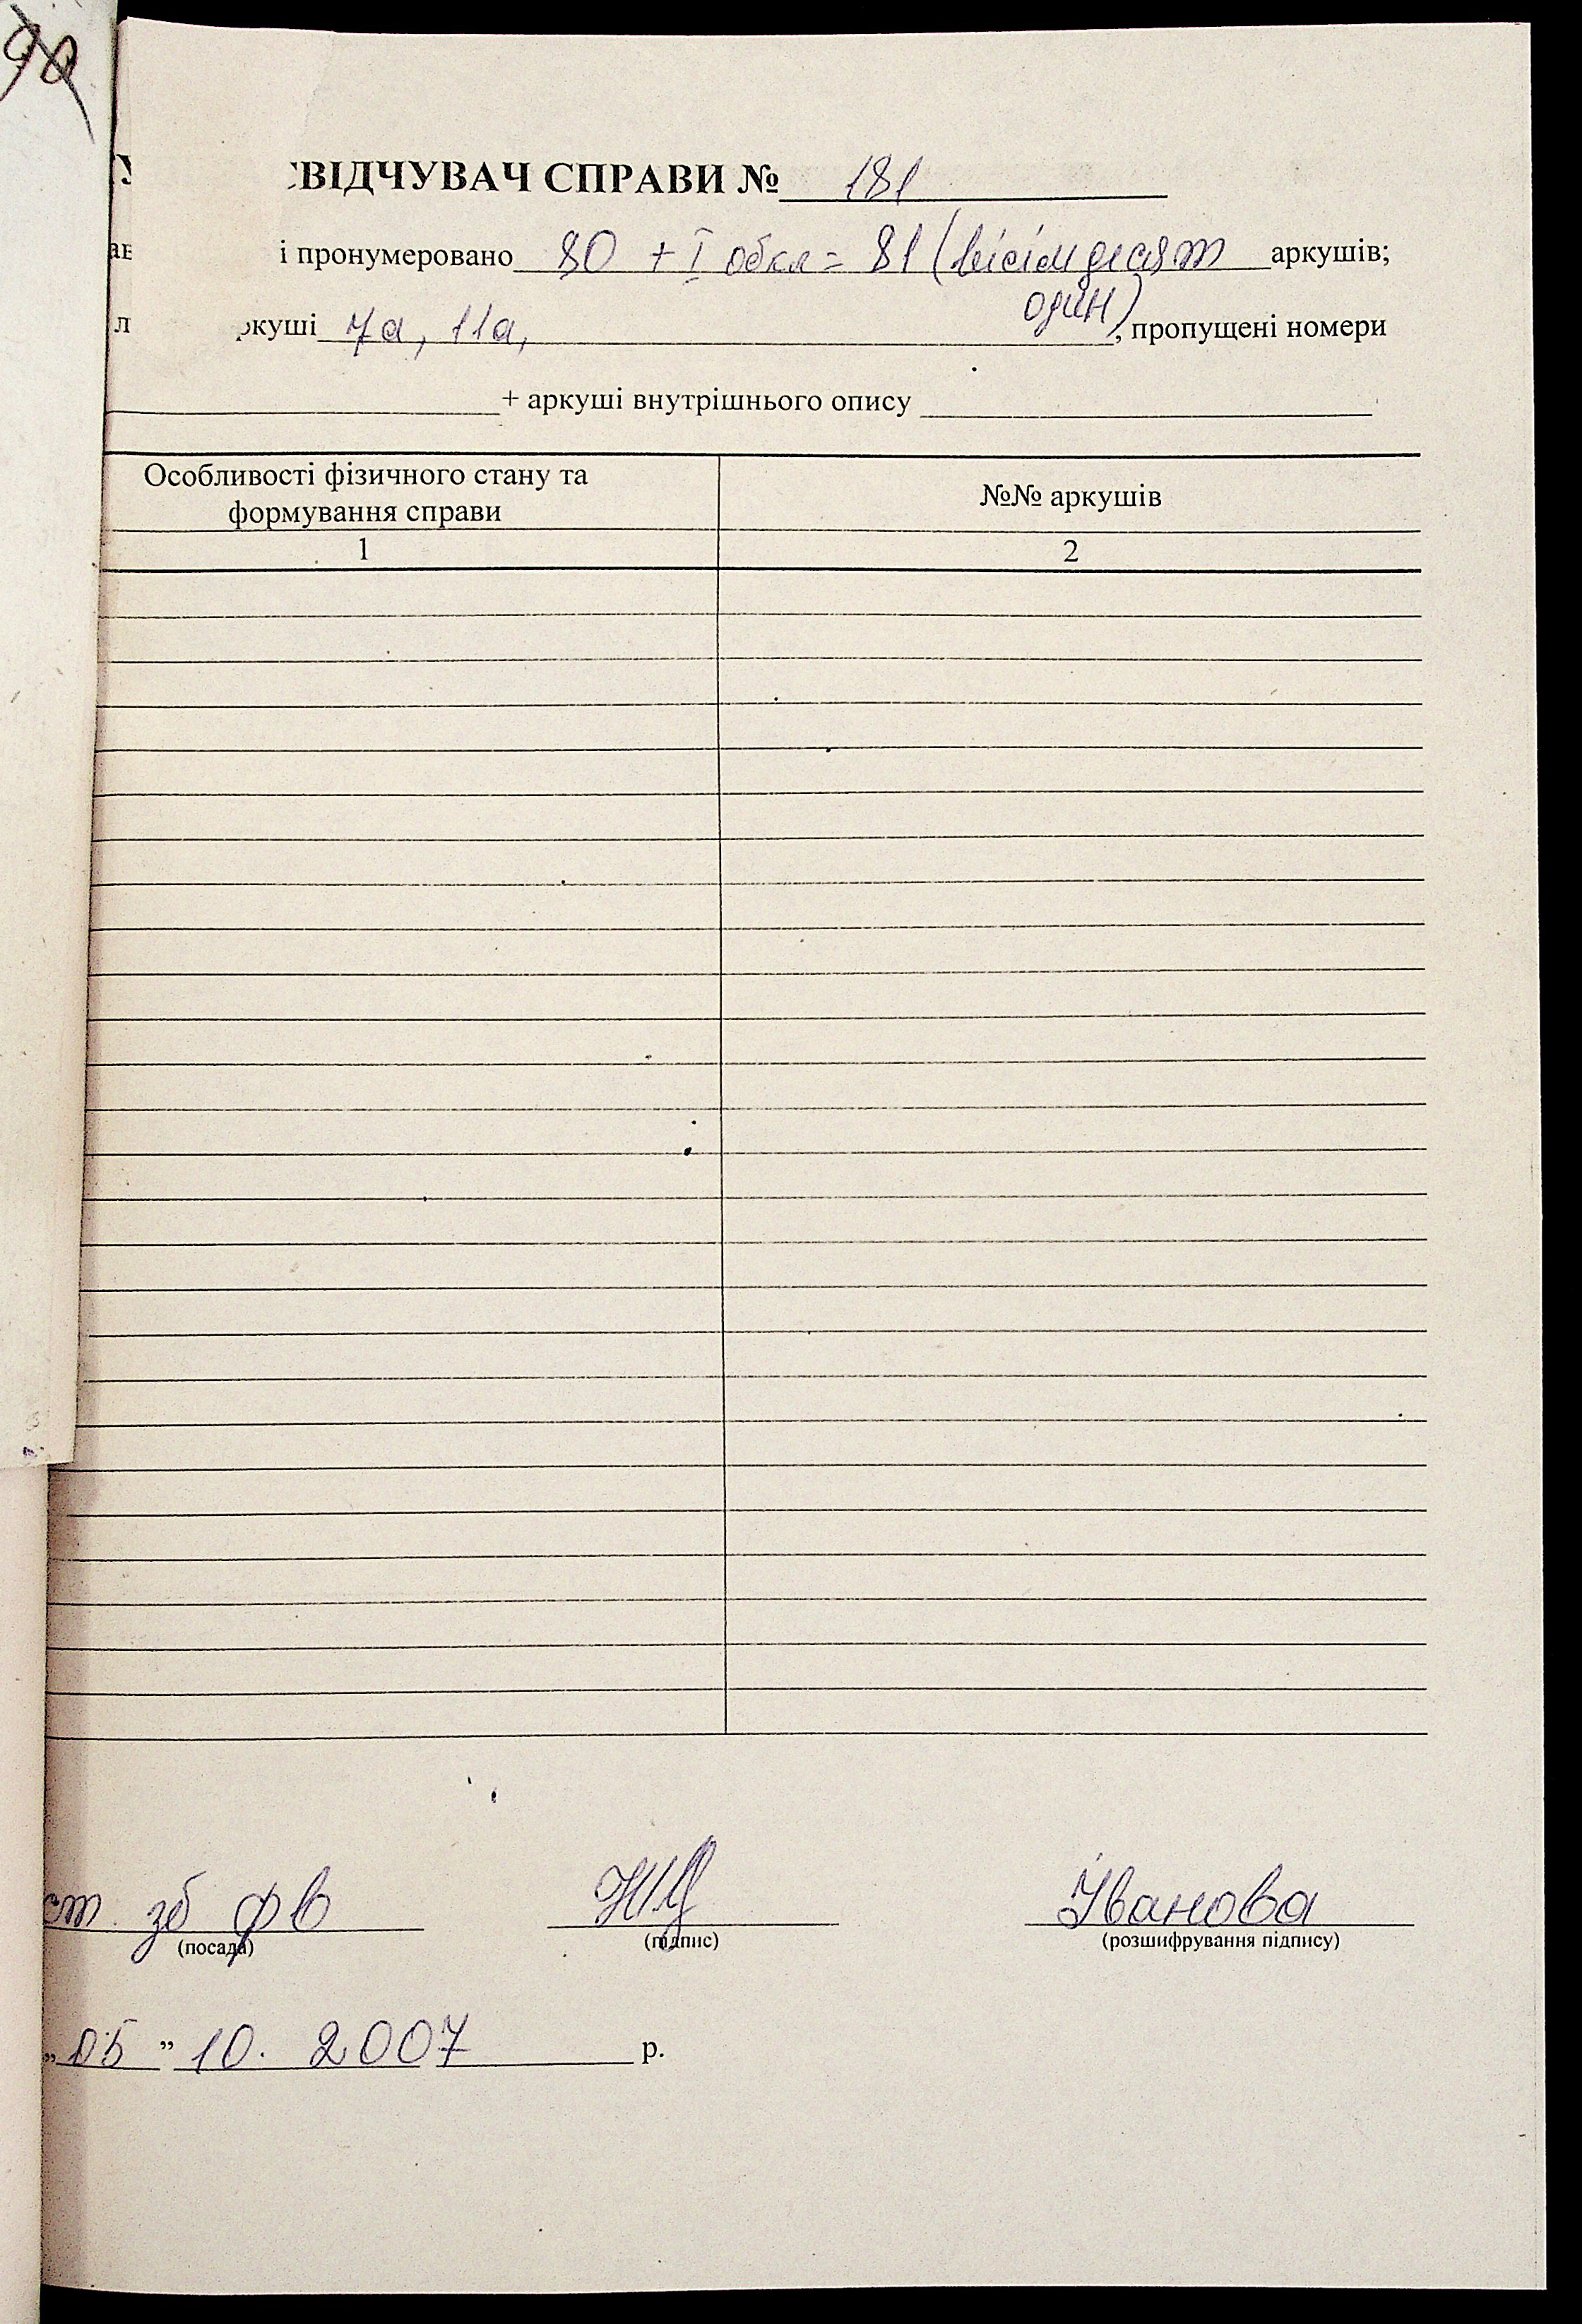 90
СВІДЧУВАЧ СПРАВИ № 181
і пронумеровано 80 + I обкл = 81 (вісімдесят аркушів;
один)
ркуші 7а, 11а, , пропущені номери
+ аркуші внутрішнього опису
Особливості фізичного стану та
формування справи
№№ аркушів
1 2
ст. зб фв Іванова
(посада) (підпис) (розшифрування підпису)
„ 05 ” 10. 2007 р.